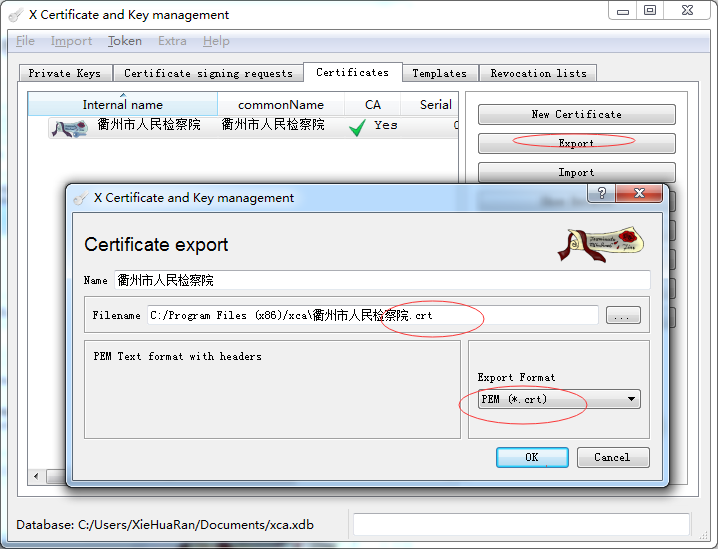 X Certificate and Key management
File Import Token Extra Help
Private Keys Certificate signing requests Certificates Templates Revocation lists
Internal name commonName CA Serial
衢州市人民检察院 衢州市人民检察院 Yes
New Certificate
Export
Import
X Certificate and Key management
Certificate export
Name 衢州市人民检察院
Filename C:/Program Files (x86)/xca\衢州市人民检察院.crt ...
PEM Text format with headers
Export Format
PEM (*.crt)
OK Cancel
Database: C:/Users/XieHuaRan/Documents/xca.xdb